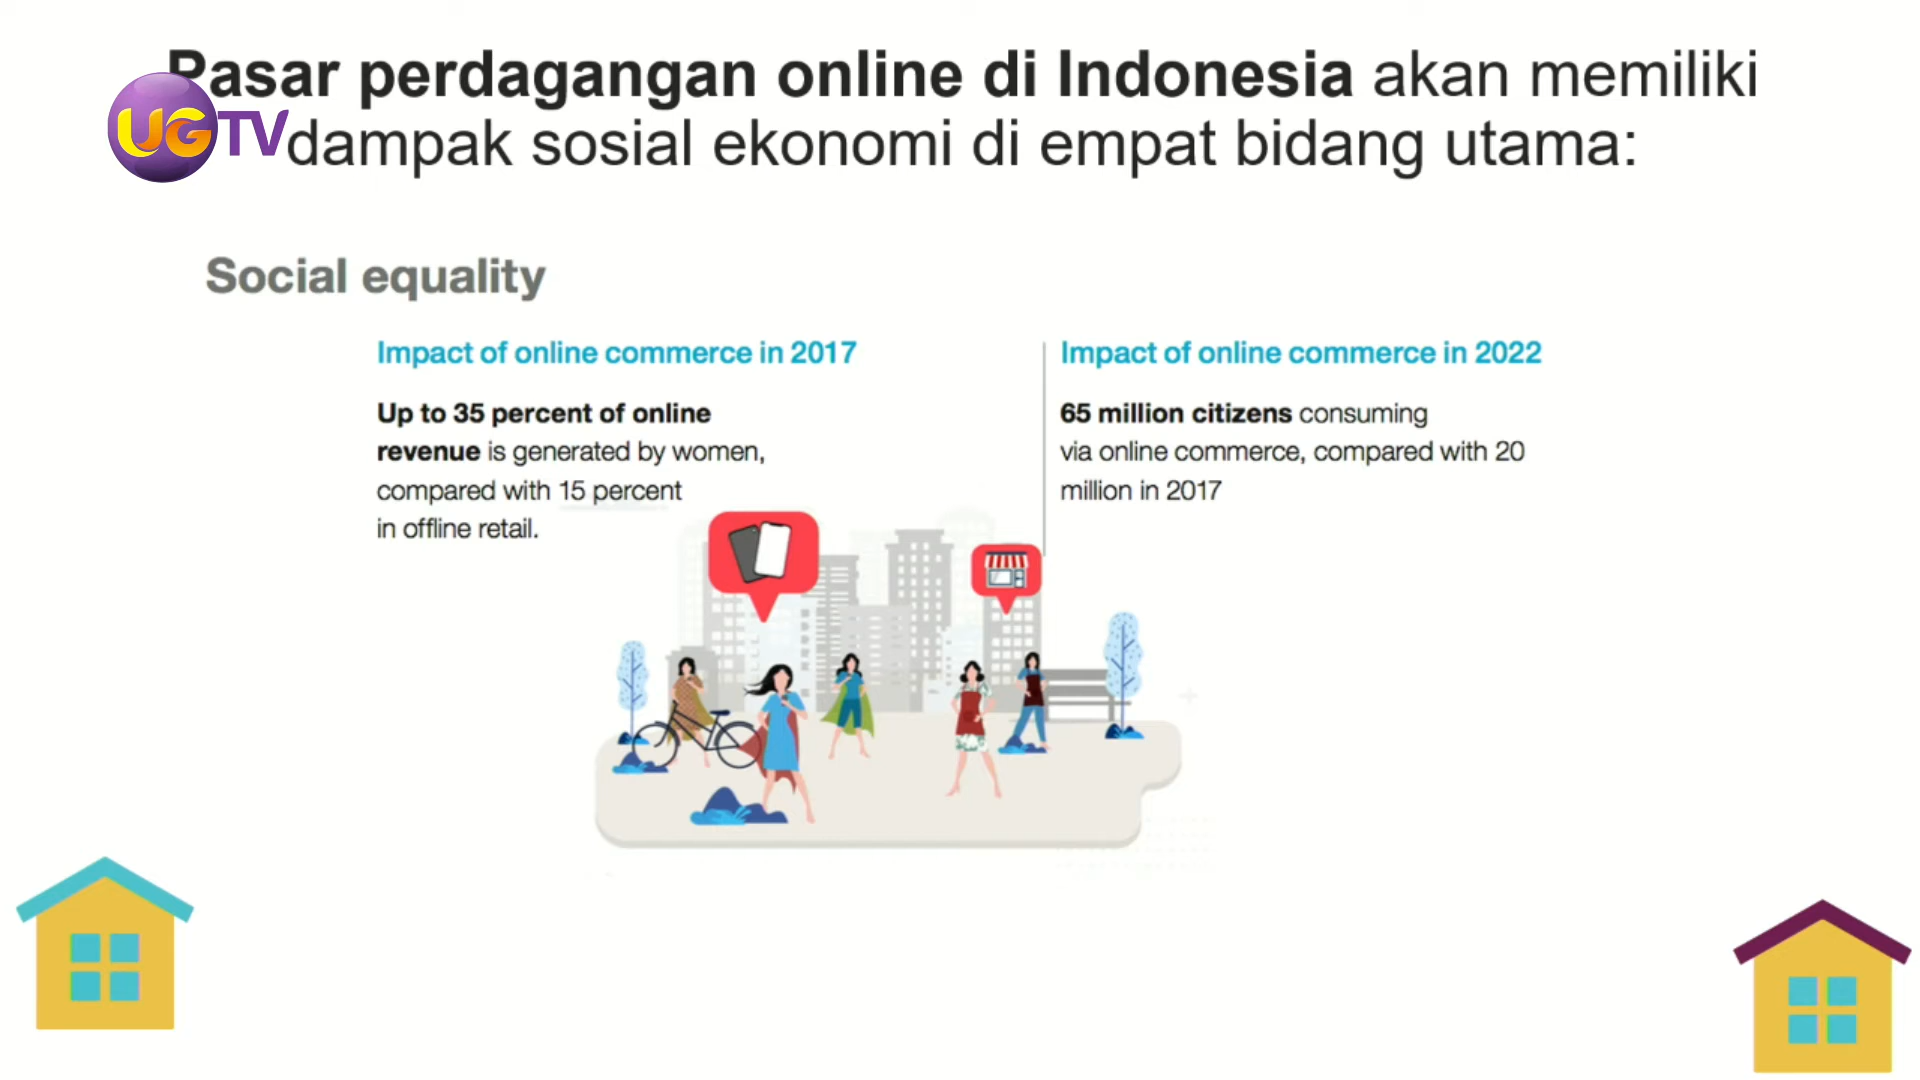 Pasar perdagangan online di Indonesia akan memiliki
dampak sosial ekonomi di empat bidang utama:
UGTV
Social equality
Impact of online commerce in 2017
Up to 35 percent of online
revenue is generated by women,
compared with 15 percent
in offline retail.
Impact of online commerce in 2022
65 million citizens consuming
via online commerce, compared with 20
million in 2017